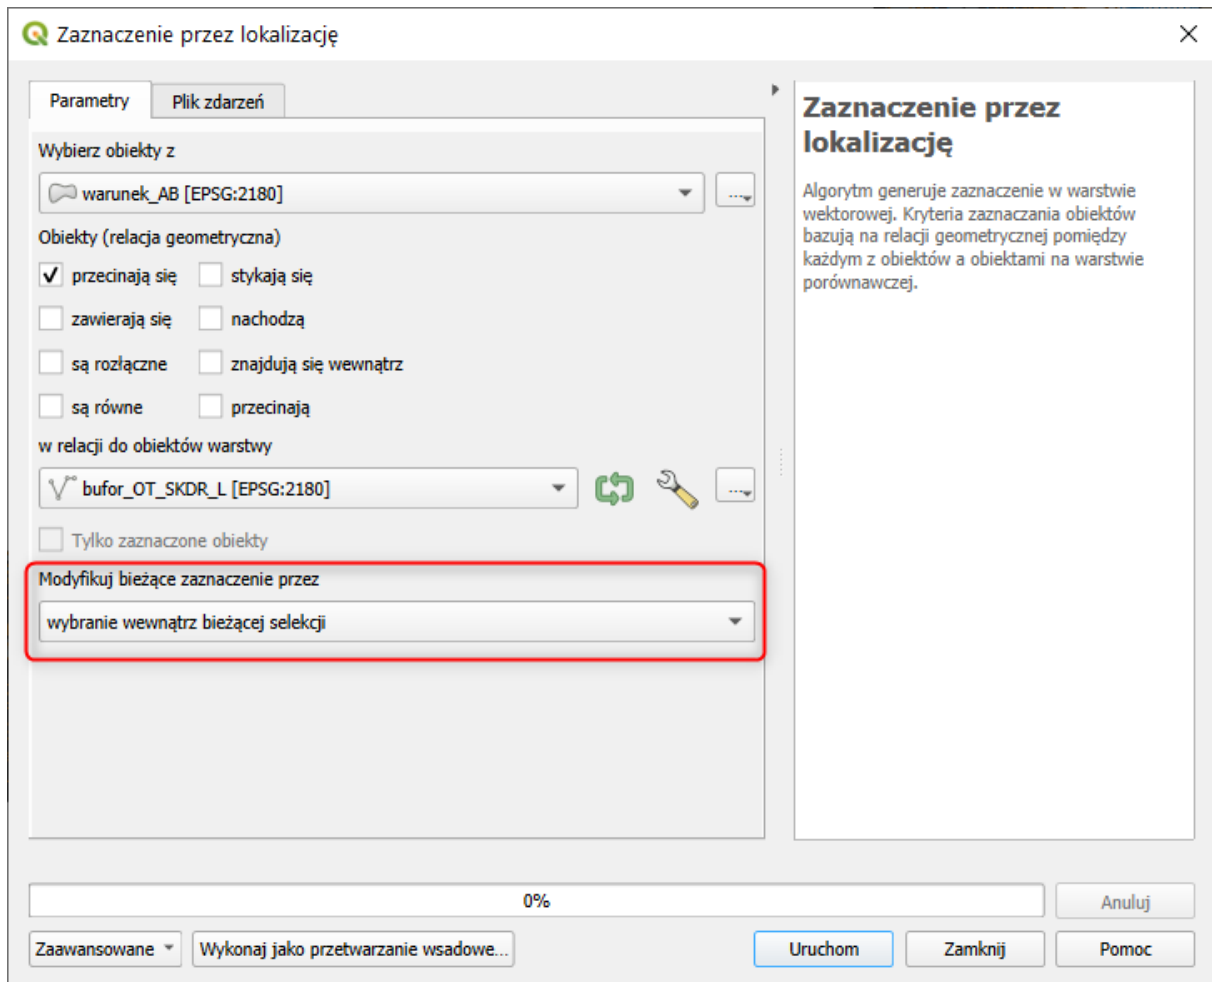 Zaznaczenie przez lokalizację
Parametry
Plik zdarzeń
Wybierz obiekty z
warunek_AB [EPSG:2180]
...
Obiekty (relacja geometryczna)
przecinają się
stykają się
zawierają się
nachodzą
są rozłączne
znajdują się wewnątrz
są równe
przecinają
w relacji do obiektów warstwy
bufor_OT_SKDR_L [EPSG:2180]
...
Tylko zaznaczone obiekty
Modyfikuj bieżące zaznaczenie przez
wybranie wewnątrz bieżącej selekcji
Zaznaczenie przez
lokalizację
Algorytm generuje zaznaczenie w warstwie
wektorowej. Kryteria zaznaczania obiektów
bazują na relacji geometrycznej pomiędzy
każdym z obiektów a obiektami na warstwie
porównawczej.
0%
Anuluj
Zaawansowane
Wykonaj jako przetwarzanie wsadowe...
Uruchom
Zamknij
Pomoc